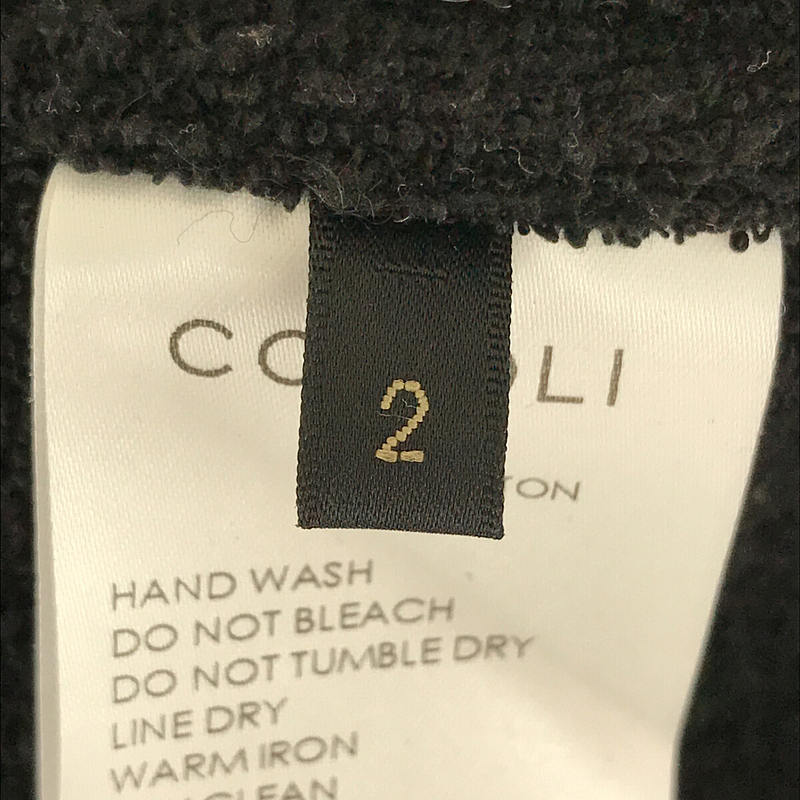 2
HAND WASH
DO NOT BLEACH
DO NOT TUMBLE DRY
LINE DRY
WARM IRON